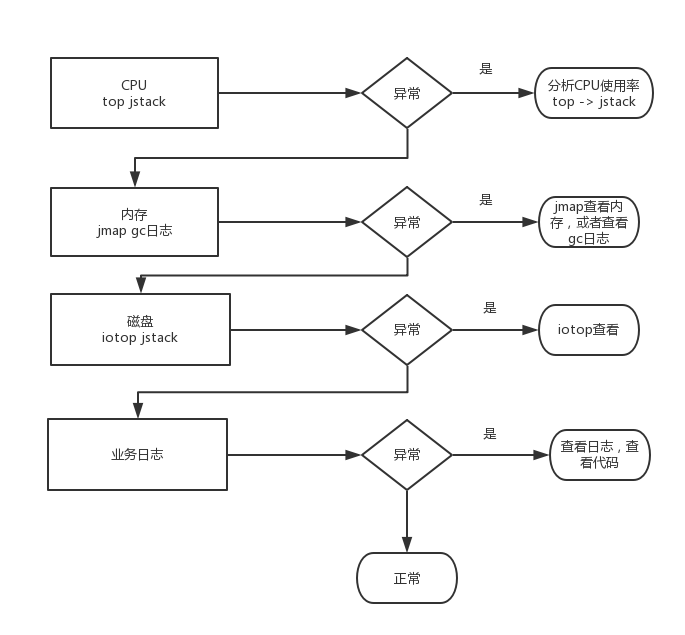 CPU
top jstack
异常
是
分析CPU使用率
top -> jstack
内存
jmap gc日志
异常
是
jmap查看内
存，或者查看
gc日志
磁盘
iotop jstack
异常
是
iotop查看
业务日志
异常
是
查看日志，查
看代码
正常